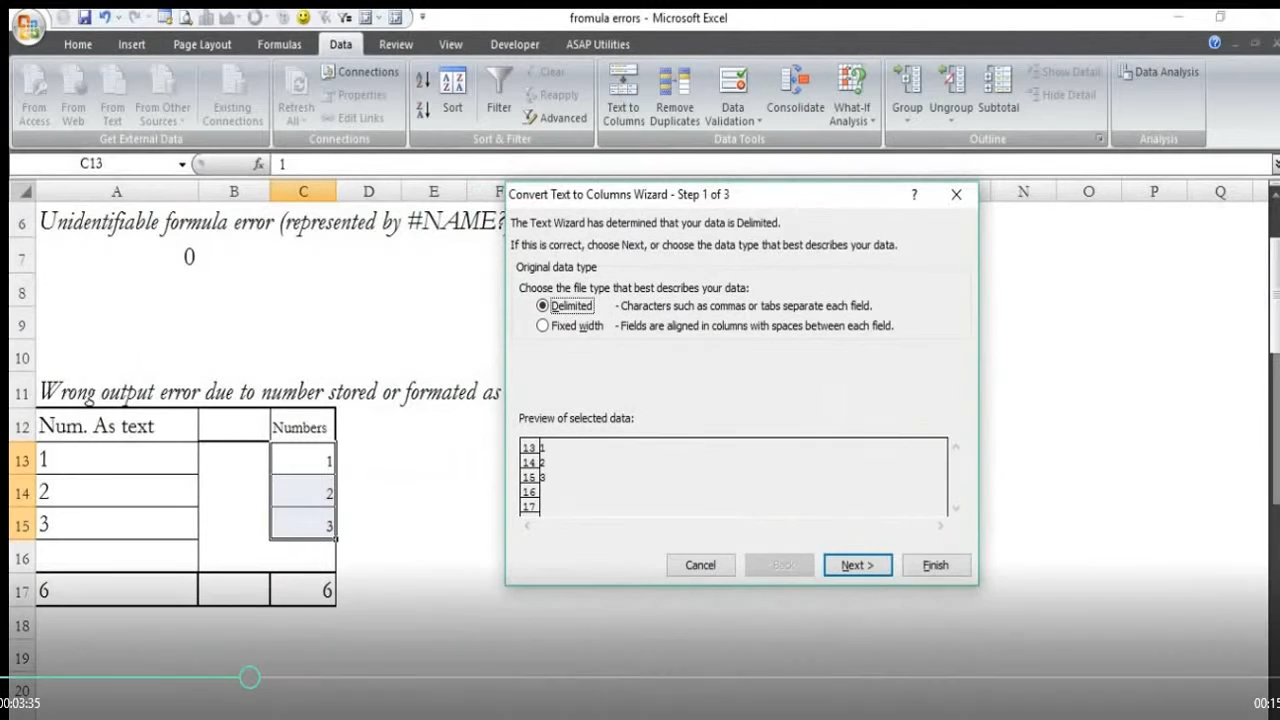 fromula errors - Microsoft Excel
Home Insert Page Layout Formulas Data Review View Developer ASAP Utilities
From Access
From Web
From Text
From Other Sources
Existing Connections
Get External Data
Refresh All
Connections
Properties
Edit Links
Connections
Sort
Filter
Clear
Reapply
Advanced
Sort & Filter
Text to Columns
Remove Duplicates
Data Validation
Consolidate
What-If Analysis
Data Tools
Group
Ungroup
Subtotal
Show Detail
Hide Detail
Outline
Data Analysis
Analysis
C13 fx 1
A B C D E F N O P Q
6 Unidentifiable formula error (represented by #NAME?
7 0
8
9
10
11 Wrong output error due to number stored or formated as
12 Num. As text Numbers
13 1 1
14 2 2
15 3 3
16
17 6 6
18
19
20
Convert Text to Columns Wizard - Step 1 of 3 ?
The Text Wizard has determined that your data is Delimited.
If this is correct, choose Next, or choose the data type that best describes your data.
Original data type
Choose the file type that best describes your data:
Delimited - Characters such as commas or tabs separate each field.
Fixed width - Fields are aligned in columns with spaces between each field.
Preview of selected data:
13 1
14 2
15 3
16
17
Cancel < Back Next > Finish
00:03:35 00:15